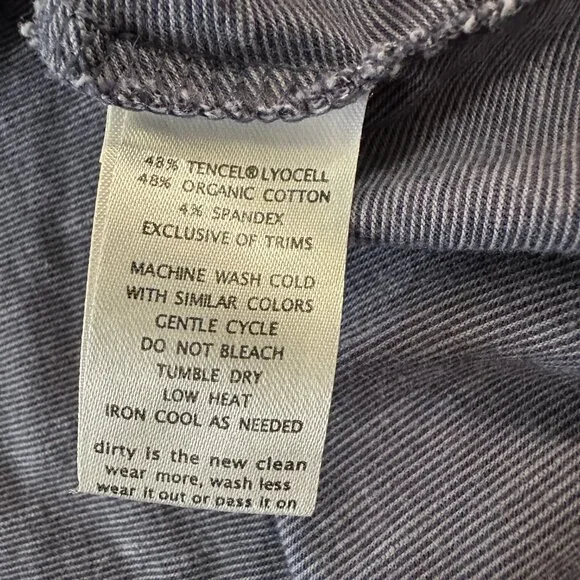 48% TENCEL®LYOCELL
48% ORGANIC COTTON
4% SPANDEX
EXCLUSIVE OF TRIMS
MACHINE WASH COLD
WITH SIMILAR COLORS
GENTLE CYCLE
DO NOT BLEACH
TUMBLE DRY
LOW HEAT
IRON COOL AS NEEDED
dirty is the new clean
wear more, wash less
wear it out or pass it on